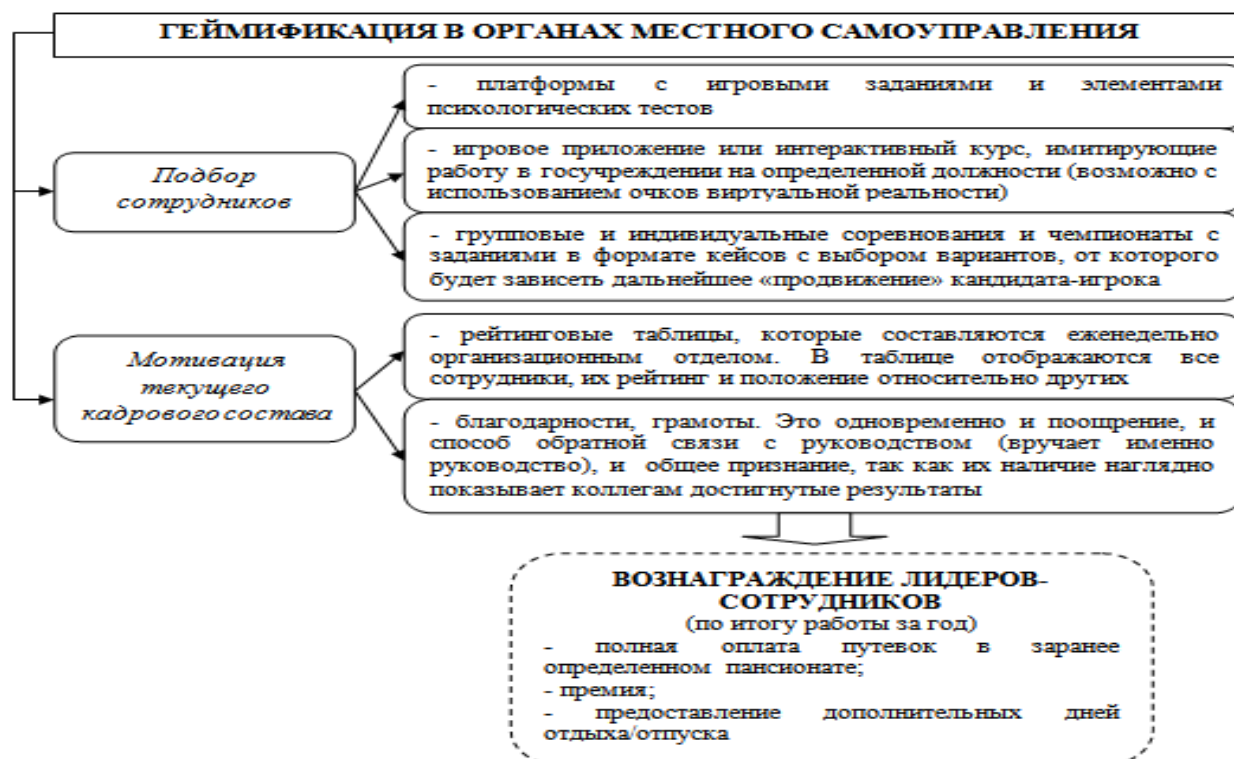 ГЕЙМИФИКАЦИЯ В ОРГАНАХ МЕСТНОГО САМОУПРАВЛЕНИЯ
Подбор
сотрудников
- платформы с игровыми заданиями и элементами
психологических тестов
- игровое приложение или интерактивный курс, имитирующие
работу в госучреждении на определенной должности (возможно с
использованием очков виртуальной реальности)
- групповые и индивидуальные соревнования и чемпионаты с
заданиями в формате кейсов с выбором вариантов, от которого
будет зависеть дальнейшее «продвижение» кандидата-игрока
Мотивация
текущего
кадрового состава
- рейтинговые таблицы, которые составляются еженедельно
организационным отделом. В таблице отображаются все
сотрудники, их рейтинг и положение относительно других
- благодарности, грамоты. Это одновременно и поощрение, и
способ обратной связи с руководством (вручает именно
руководство), и общее признание, так как их наличие наглядно
показывает коллегам достигнутые результаты
ВОЗНАГРАЖДЕНИЕ ЛИДЕРОВ-
СОТРУДНИКОВ
(по итогу работы за год)
- полная оплата путевок в заранее
определенном пансионате;
- премия;
- предоставление дополнительных дней
отдыха/отпуска